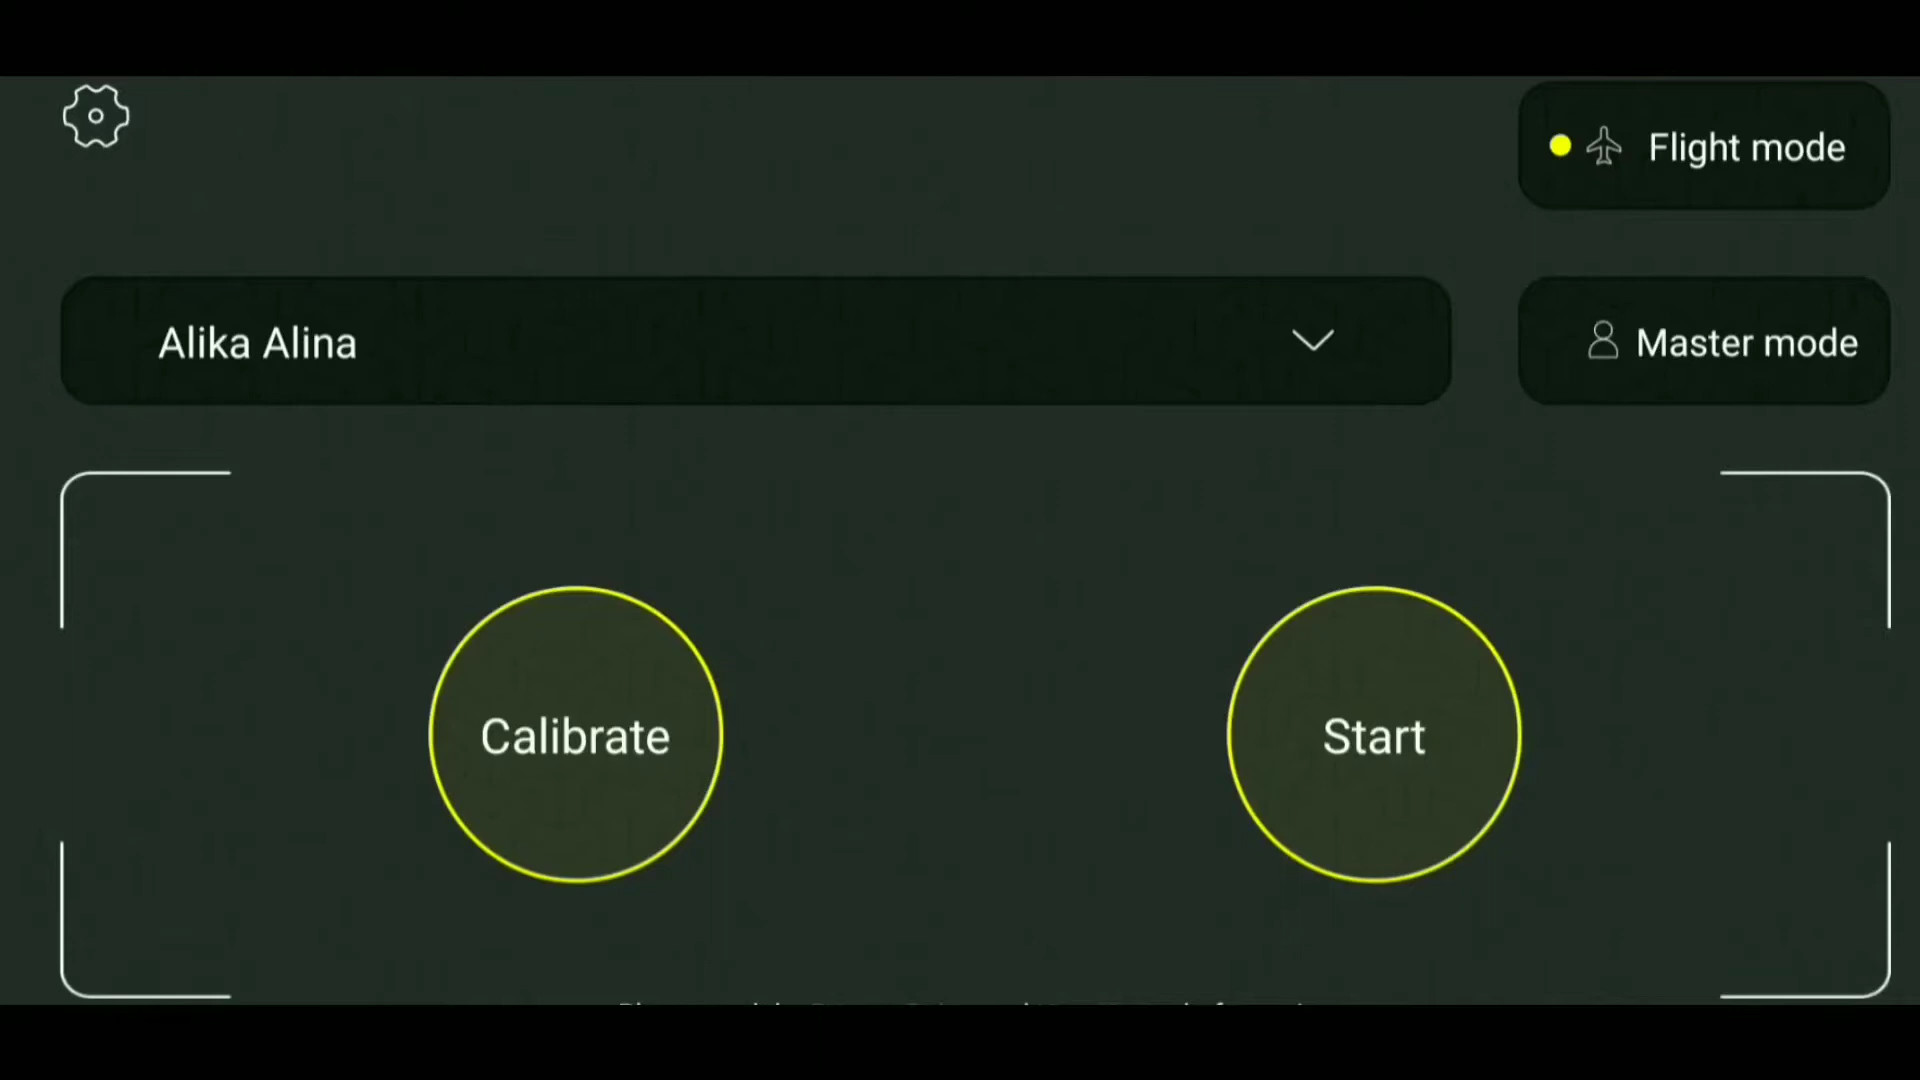 Flight mode
Alika Alina
Master mode
Calibrate
Start